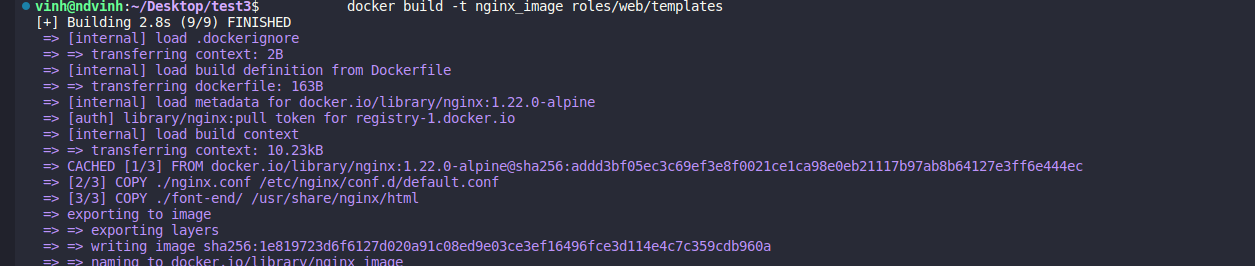 vinh@ndvinh:~/Desktop/test3$ docker build -t nginx_image roles/web/templates
[+] Building 2.8s (9/9) FINISHED
=> [internal] load .dockerignore
=> => transferring context: 2B
=> [internal] load build definition from Dockerfile
=> => transferring dockerfile: 163B
=> [internal] load metadata for docker.io/library/nginx:1.22.0-alpine
=> [auth] library/nginx:pull token for registry-1.docker.io
=> [internal] load build context
=> => transferring context: 10.23kB
=> CACHED [1/3] FROM docker.io/library/nginx:1.22.0-alpine@sha256:addd3bf05ec3c69ef3e8f0021ce1ca98e0eb21117b97ab8b64127e3ff6e444ec
=> [2/3] COPY ./nginx.conf /etc/nginx/conf.d/default.conf
=> [3/3] COPY ./font-end/ /usr/share/nginx/html
=> exporting to image
=> => exporting layers
=> => writing image sha256:1e819723d6f6127d020a91c08ed9e03ce3ef16496fce3d114e4c7c359cdb960a
=> => naming to docker.io/library/nginx_image